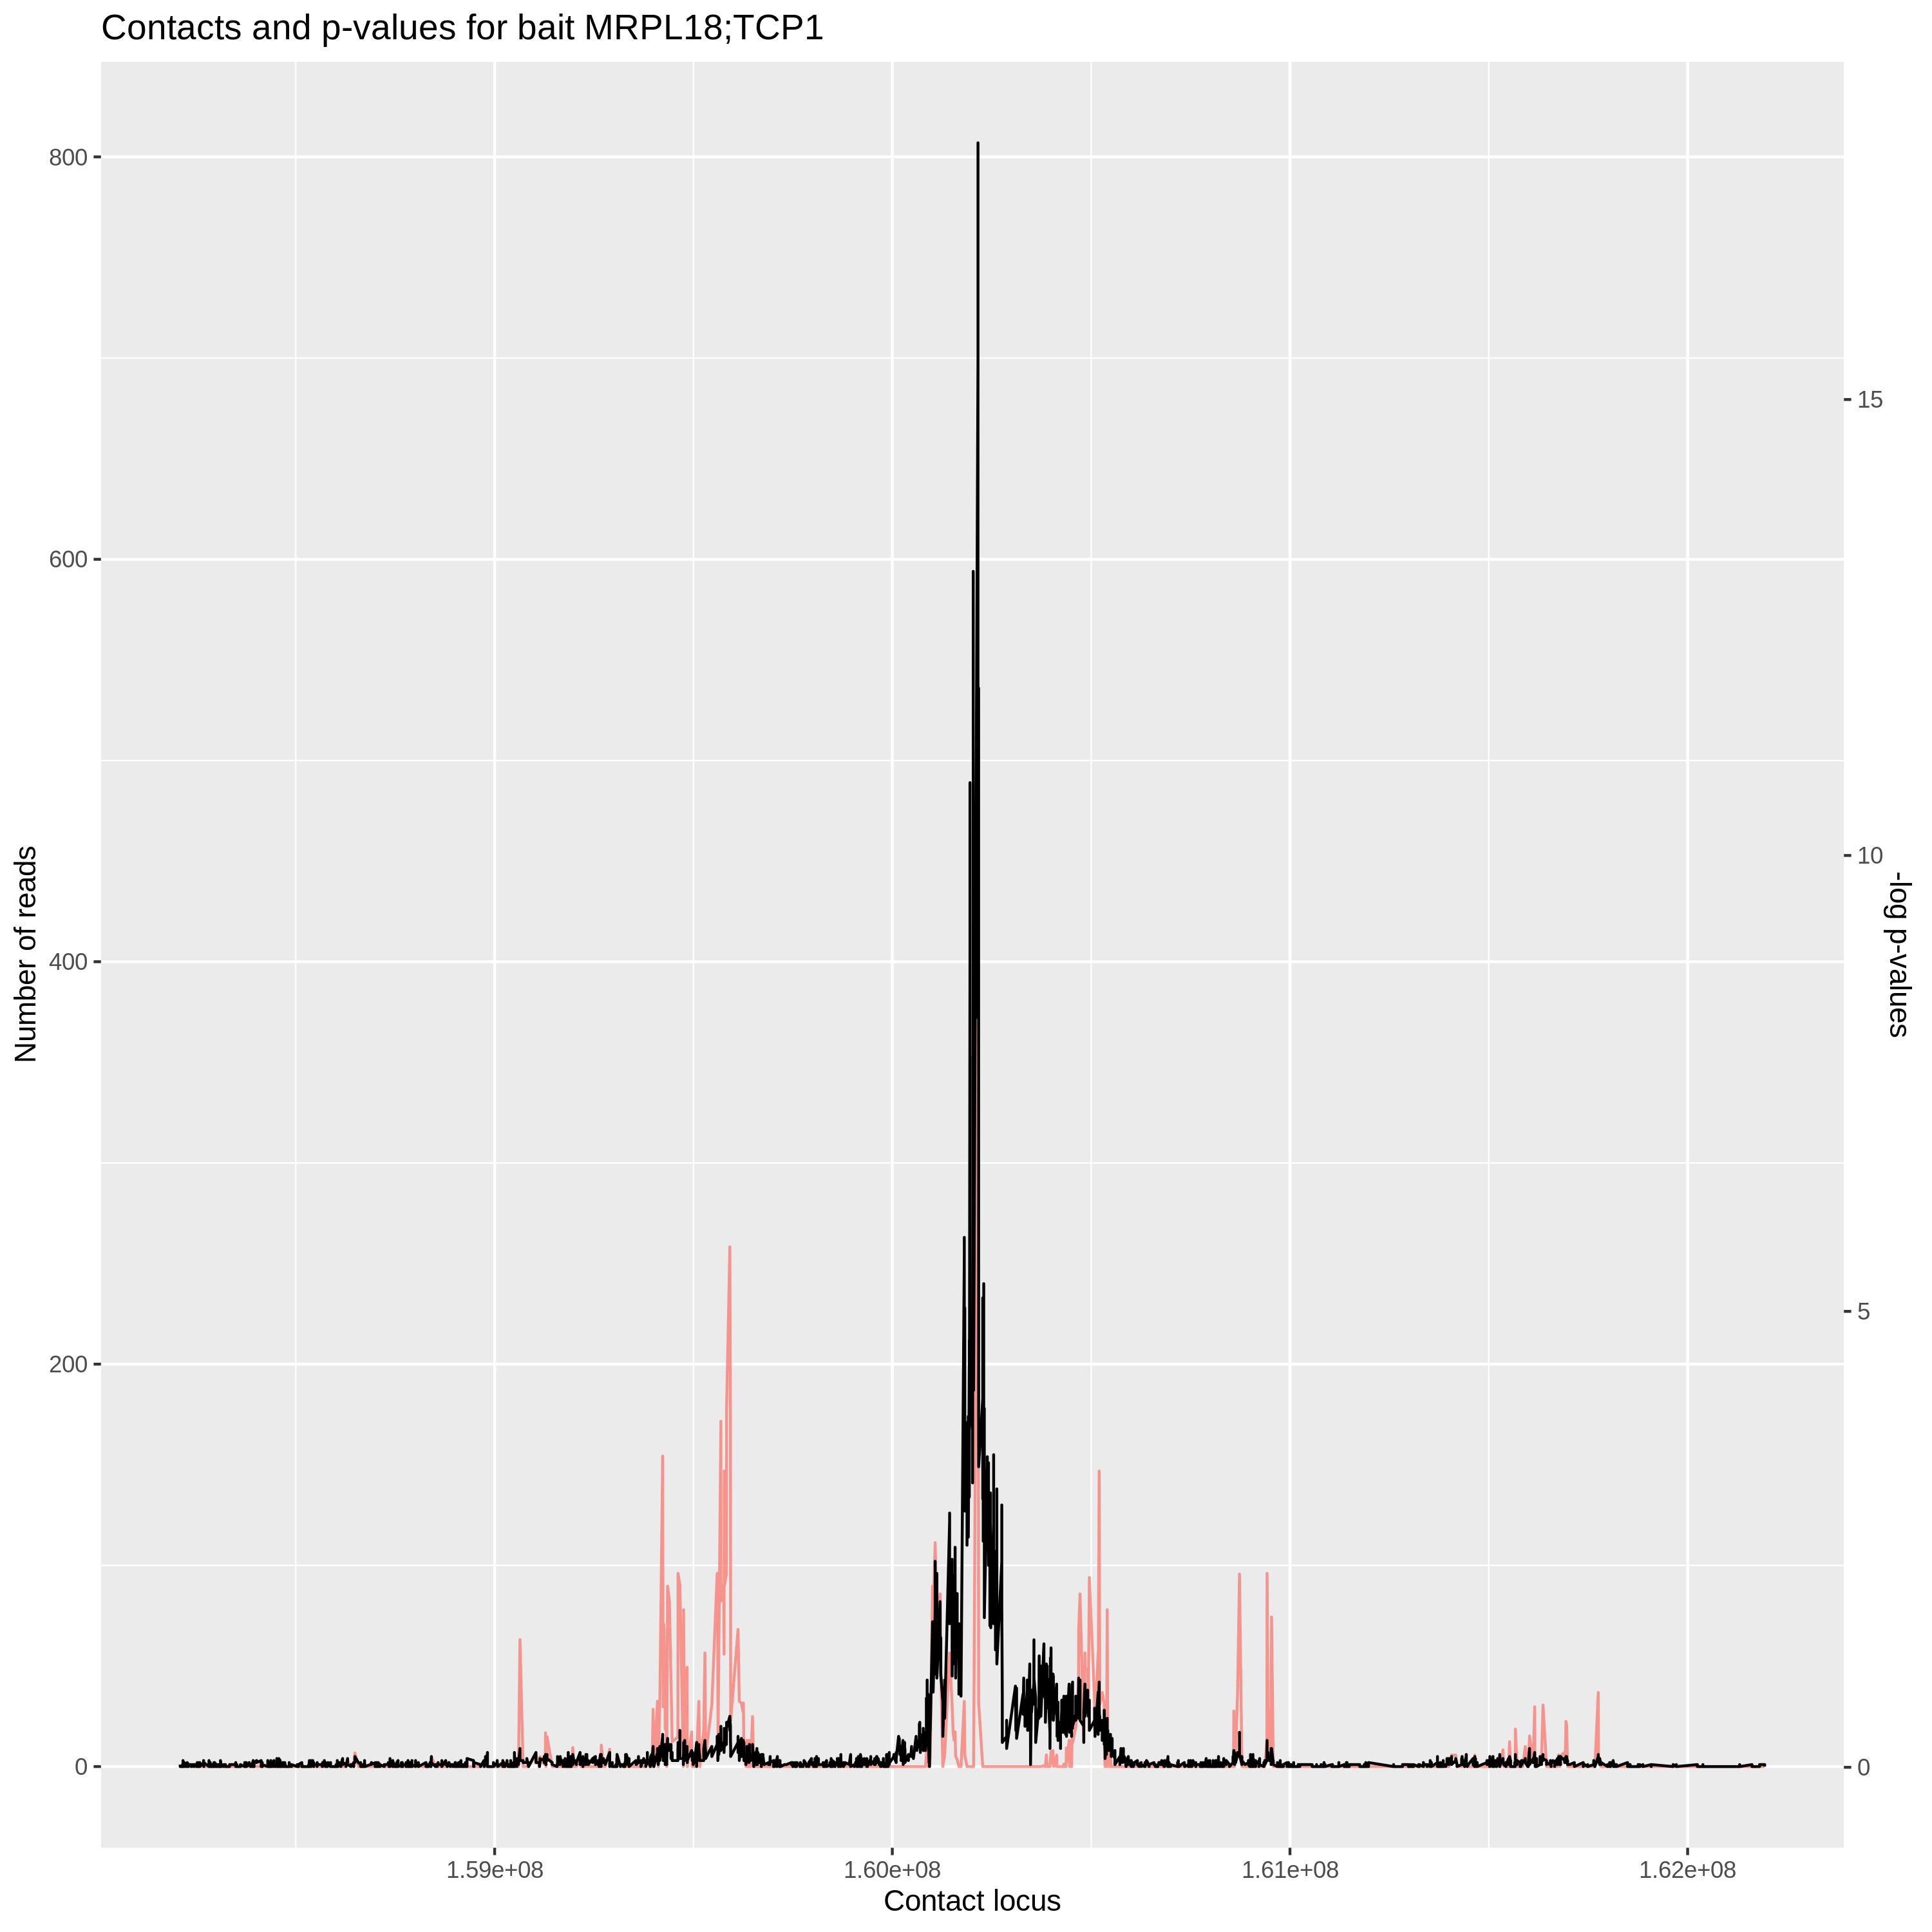 Contacts and p-values for bait MRPL18;TCP1
800
600
400
200
0
Number of reads
15
10
5
0
-log p-values
1.59e+08
1.60e+08
1.61e+08
1.62e+08
Contact locus